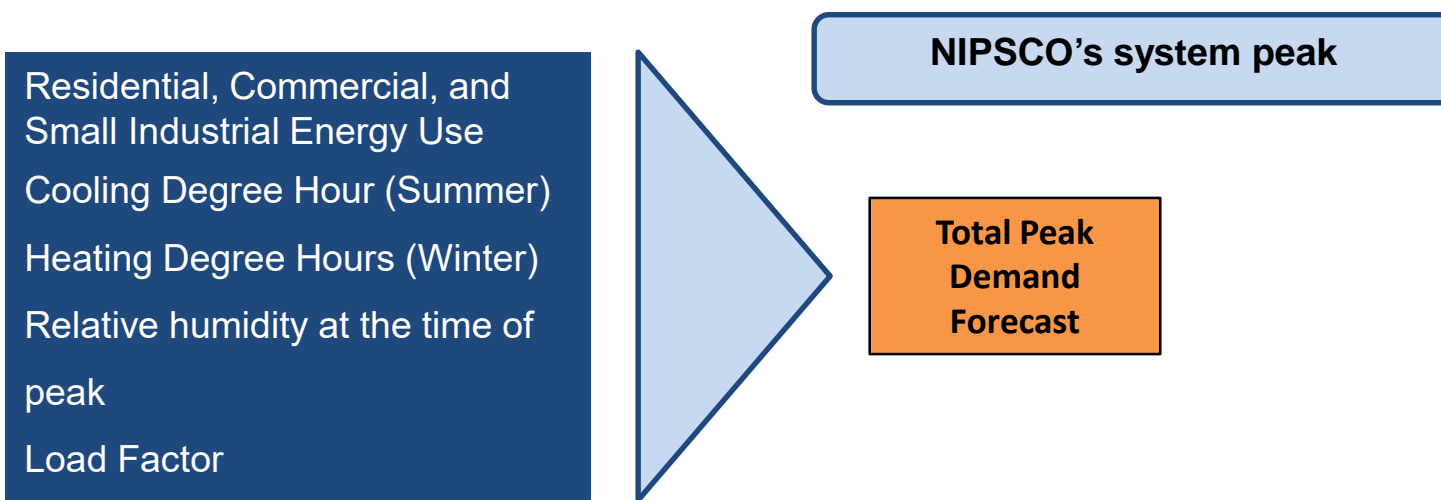 Residential, Commercial, and
Small Industrial Energy Use
Cooling Degree Hour (Summer)
Heating Degree Hours (Winter)
Relative humidity at the time of
peak
Load Factor
NIPSCO’s system peak
Total Peak
Demand
Forecast